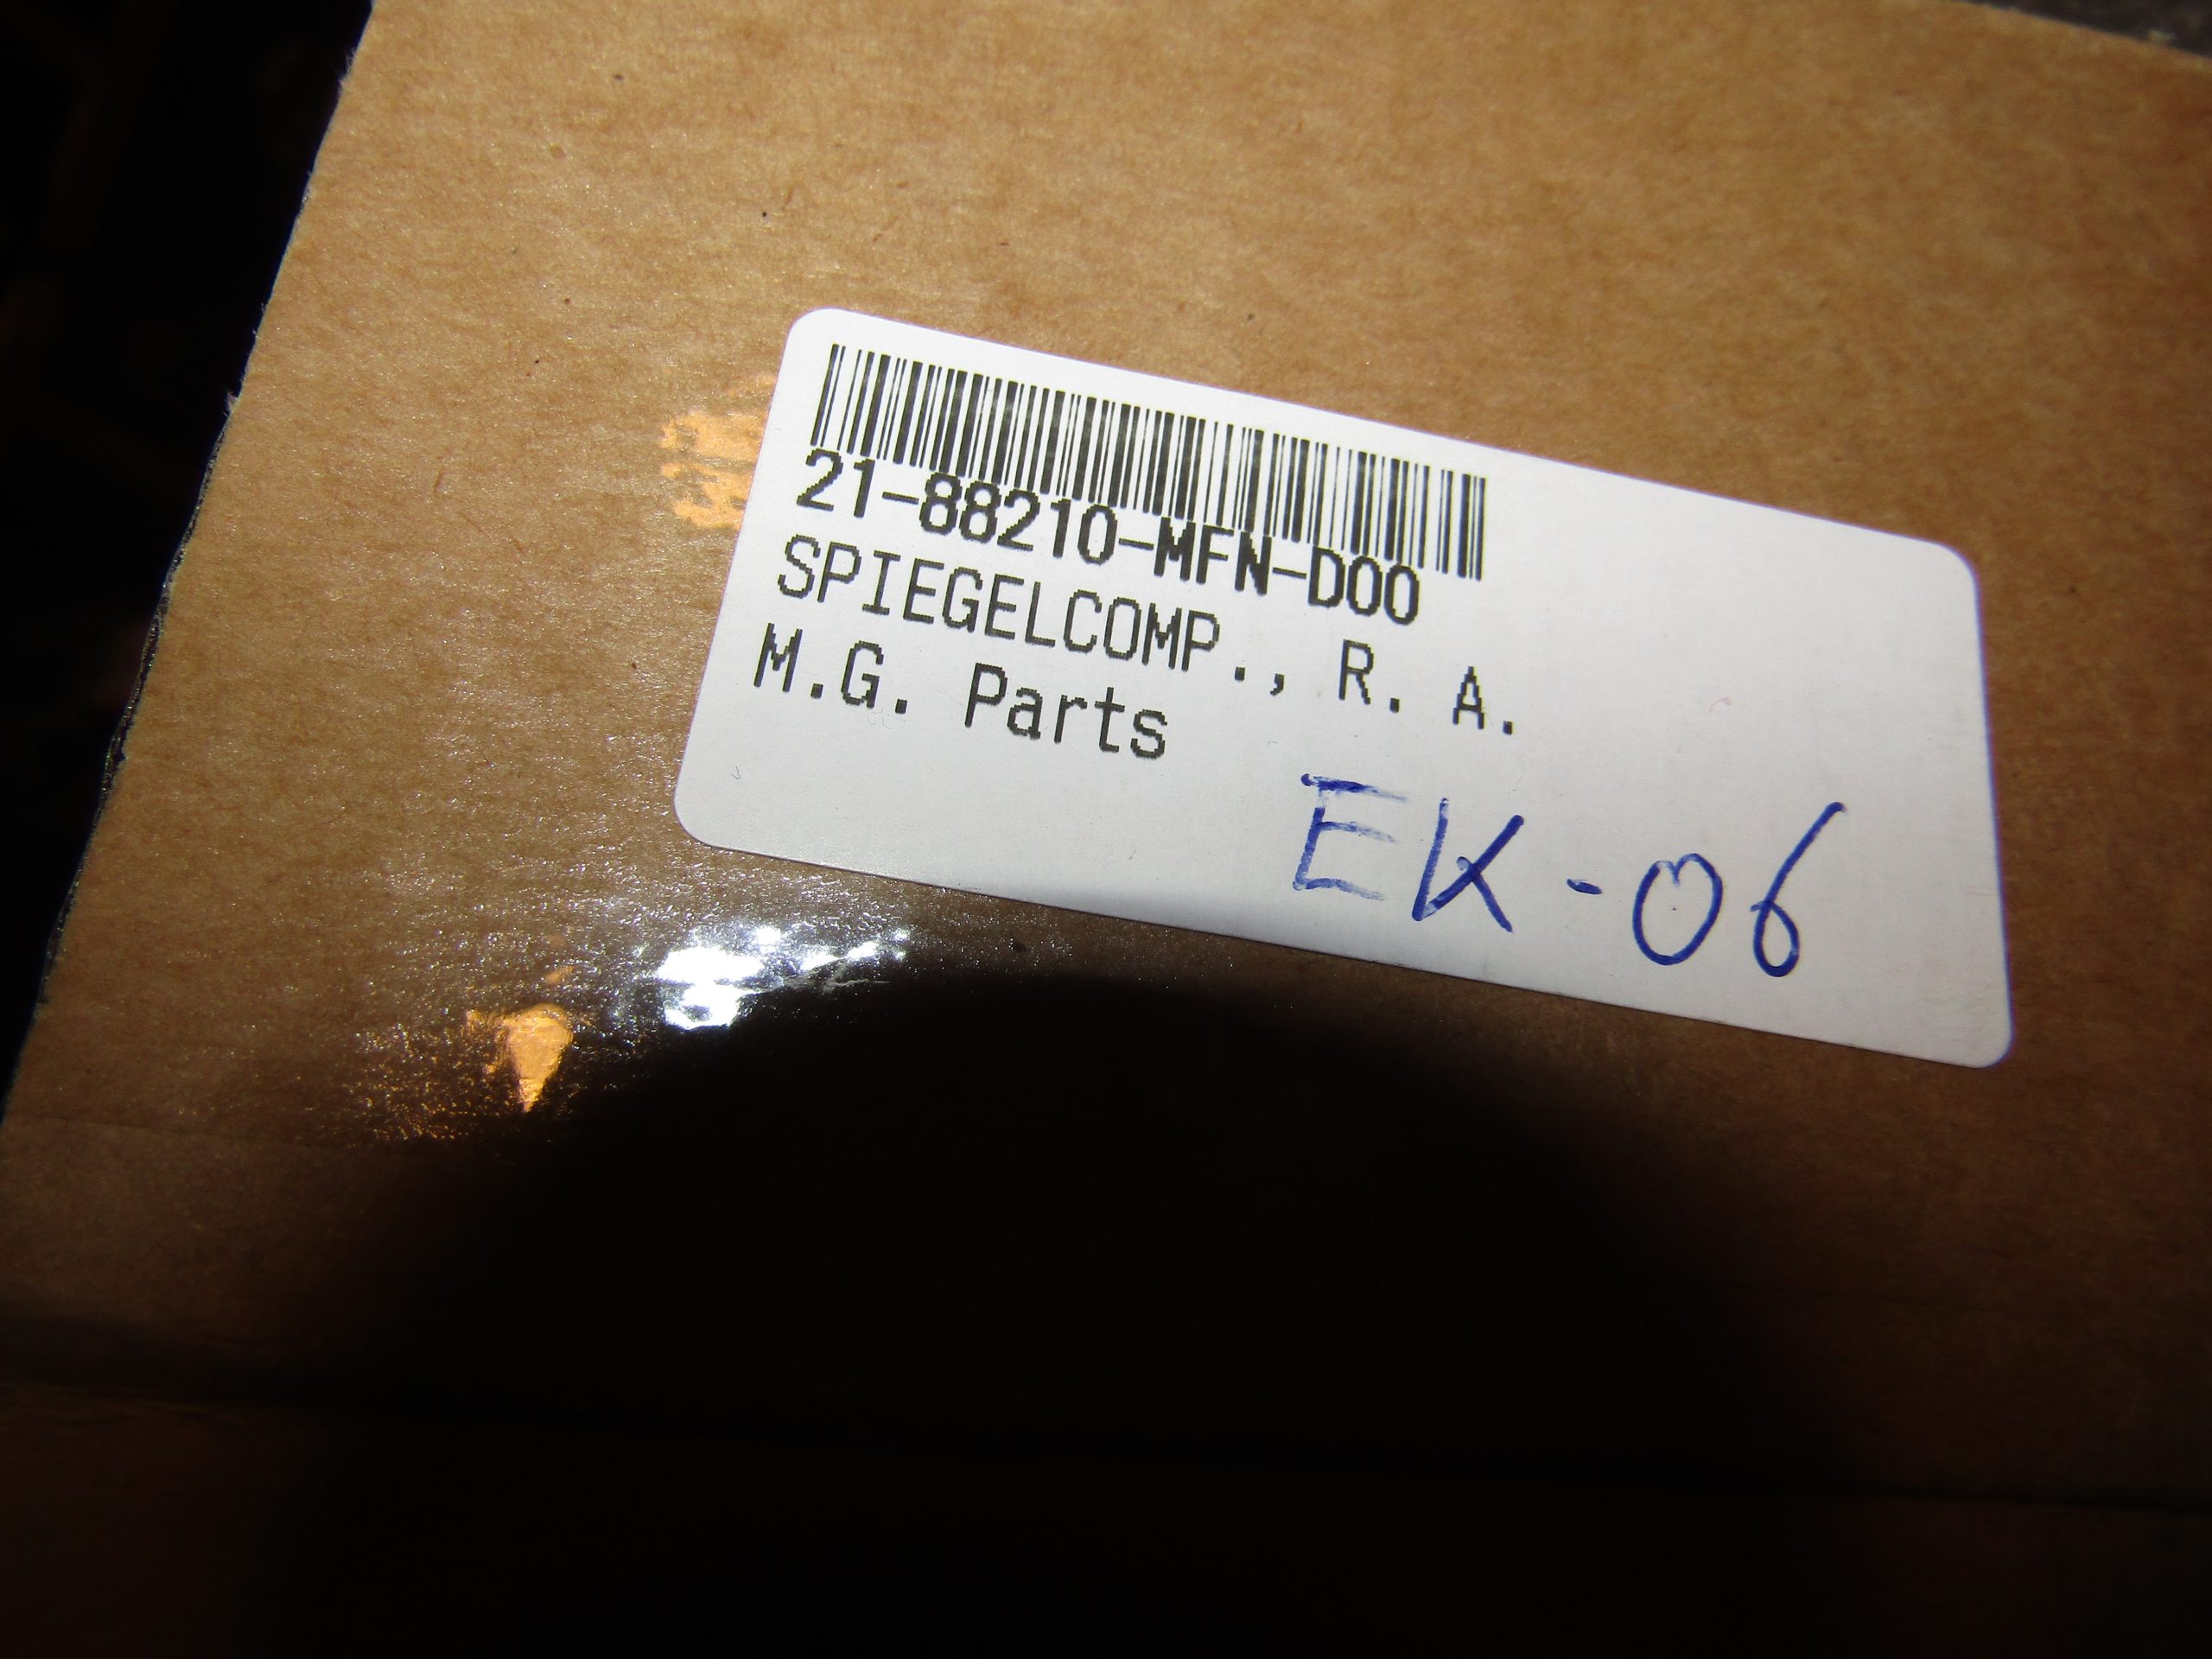 21-88210-MFN-D00
SPIEGELCOMP., R. A.
M.G. Parts
EK-06